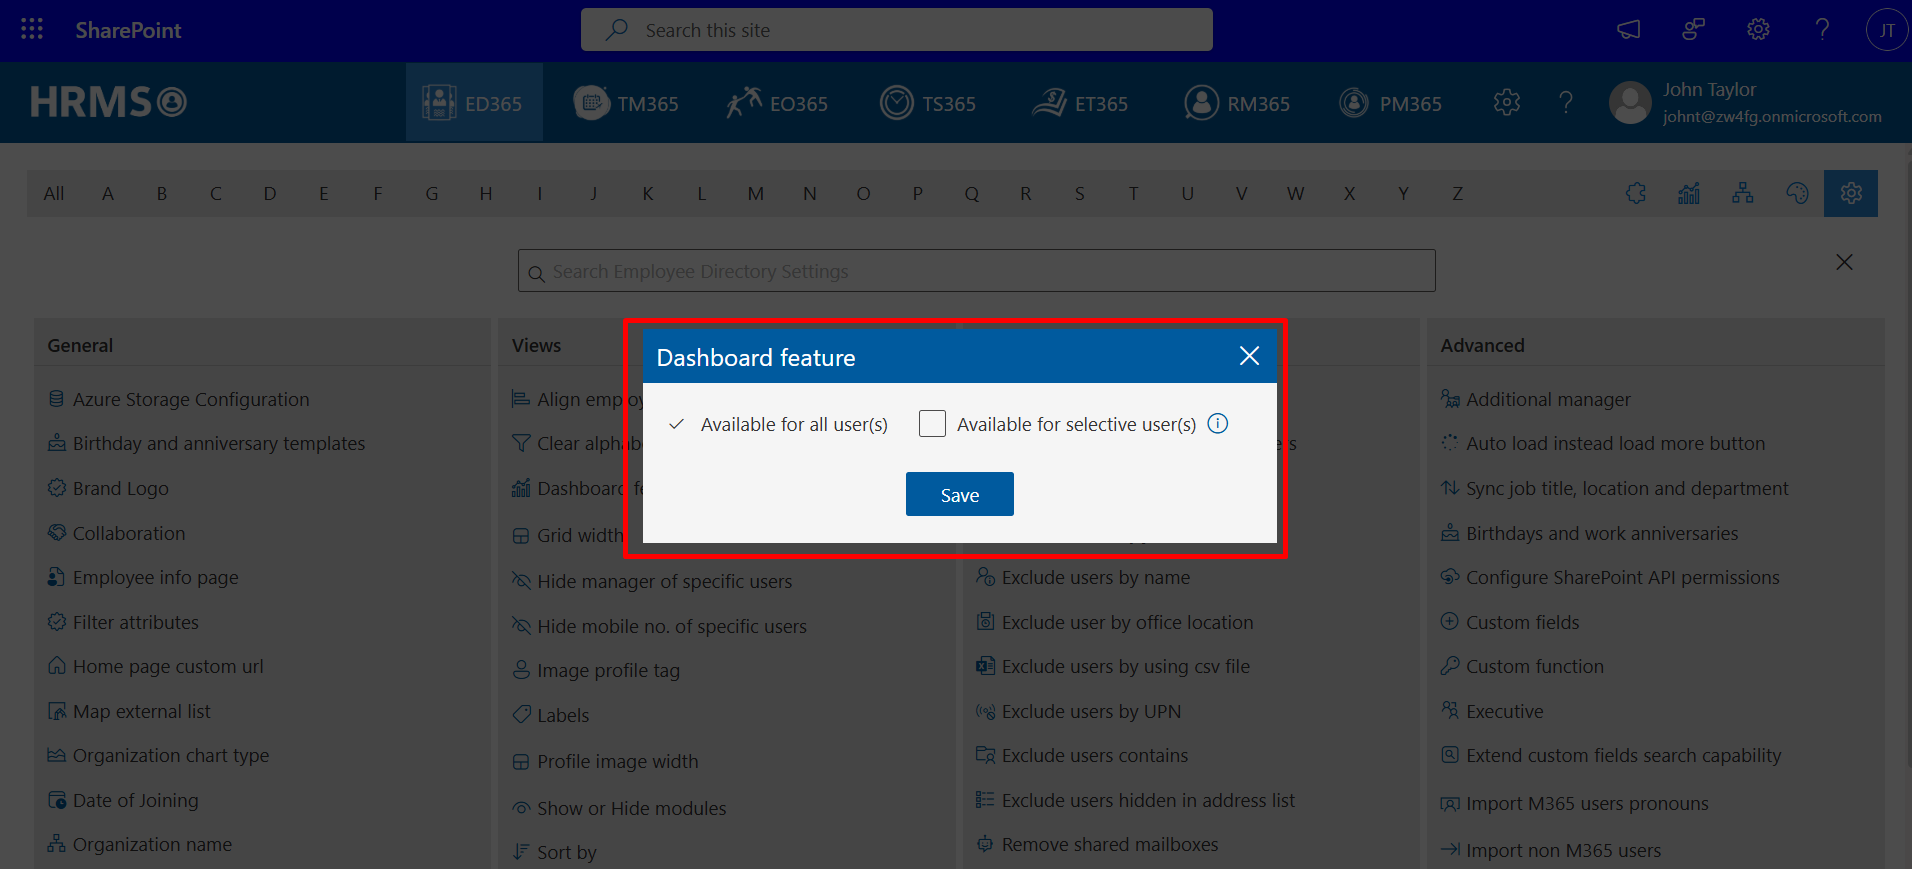 SharePoint
Search this site
JT
HRMS
ED365
TM365
EO365
TS365
ET365
RM365
PM365
John Taylor
johnt@zw4fg.onmicrosoft.com
All A B C D E F G H I J K L M N O P Q R S T U V W X Y Z
Search Employee Directory Settings
General
Azure Storage Configuration
Birthday and anniversary templates
Brand Logo
Collaboration
Employee info page
Filter attributes
Home page custom url
Map external list
Organization chart type
Date of Joining
Organization name
Views
Align employ
Clear alphab
Dashboard fe
Grid width
Hide manager of specific users
Hide mobile no. of specific users
Image profile tag
Labels
Profile image width
Show or Hide modules
Sort by
Dashboard feature
Available for all user(s)
Available for selective user(s)
Save
Exclude users by name
Exclude user by office location
Exclude users by using csv file
Exclude users by UPN
Exclude users contains
Exclude users hidden in address list
Remove shared mailboxes
Advanced
Additional manager
Auto load instead load more button
Sync job title, location and department
Birthdays and work anniversaries
Configure SharePoint API permissions
Custom fields
Custom function
Executive
Extend custom fields search capability
Import M365 users pronouns
Import non M365 users